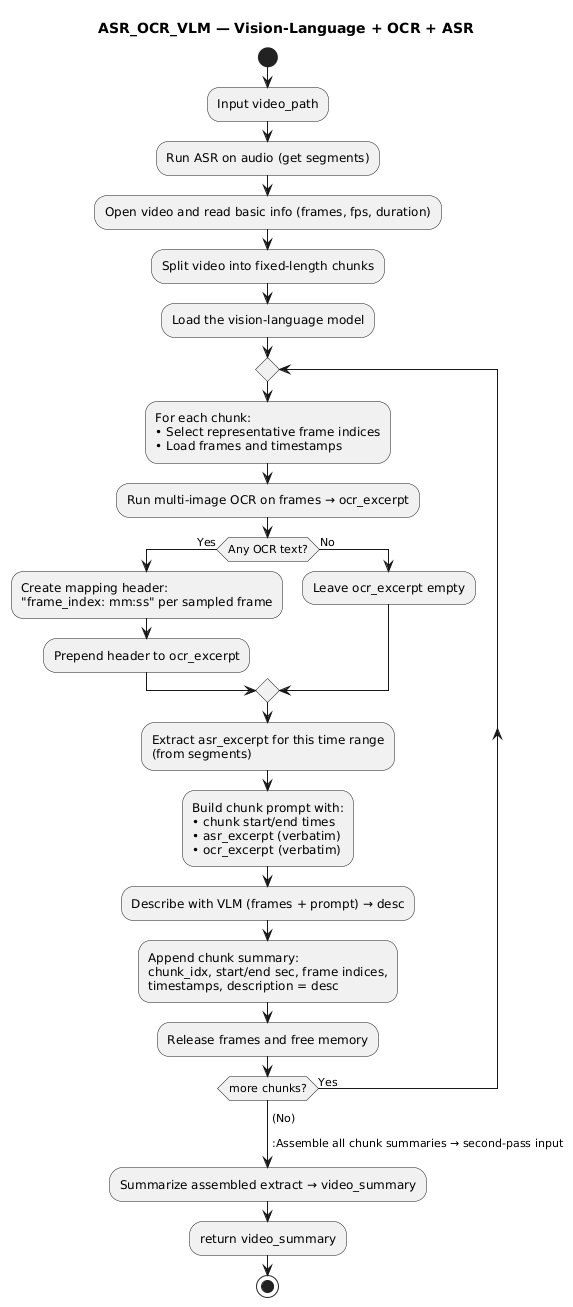 ASR_OCR_VLM — Vision-Language + OCR + ASR
Input video_path
Run ASR on audio (get segments)
Open video and read basic info (frames, fps, duration)
Split video into fixed-length chunks
Load the vision-language model
For each chunk:
• Select representative frame indices
• Load frames and timestamps
Run multi-image OCR on frames → ocr_excerpt
Any OCR text?
Yes
No
Create mapping header:
"frame_index: mm:ss" per sampled frame
Prepend header to ocr_excerpt
Leave ocr_excerpt empty
Extract asr_excerpt for this time range
(from segments)
Build chunk prompt with:
• chunk start/end times
• asr_excerpt (verbatim)
• ocr_excerpt (verbatim)
Describe with VLM (frames + prompt) → desc
Append chunk summary:
chunk_idx, start/end sec, frame indices,
timestamps, description = desc
Release frames and free memory
more chunks?
Yes
(No)
:Assemble all chunk summaries → second-pass input
Summarize assembled extract → video_summary
return video_summary